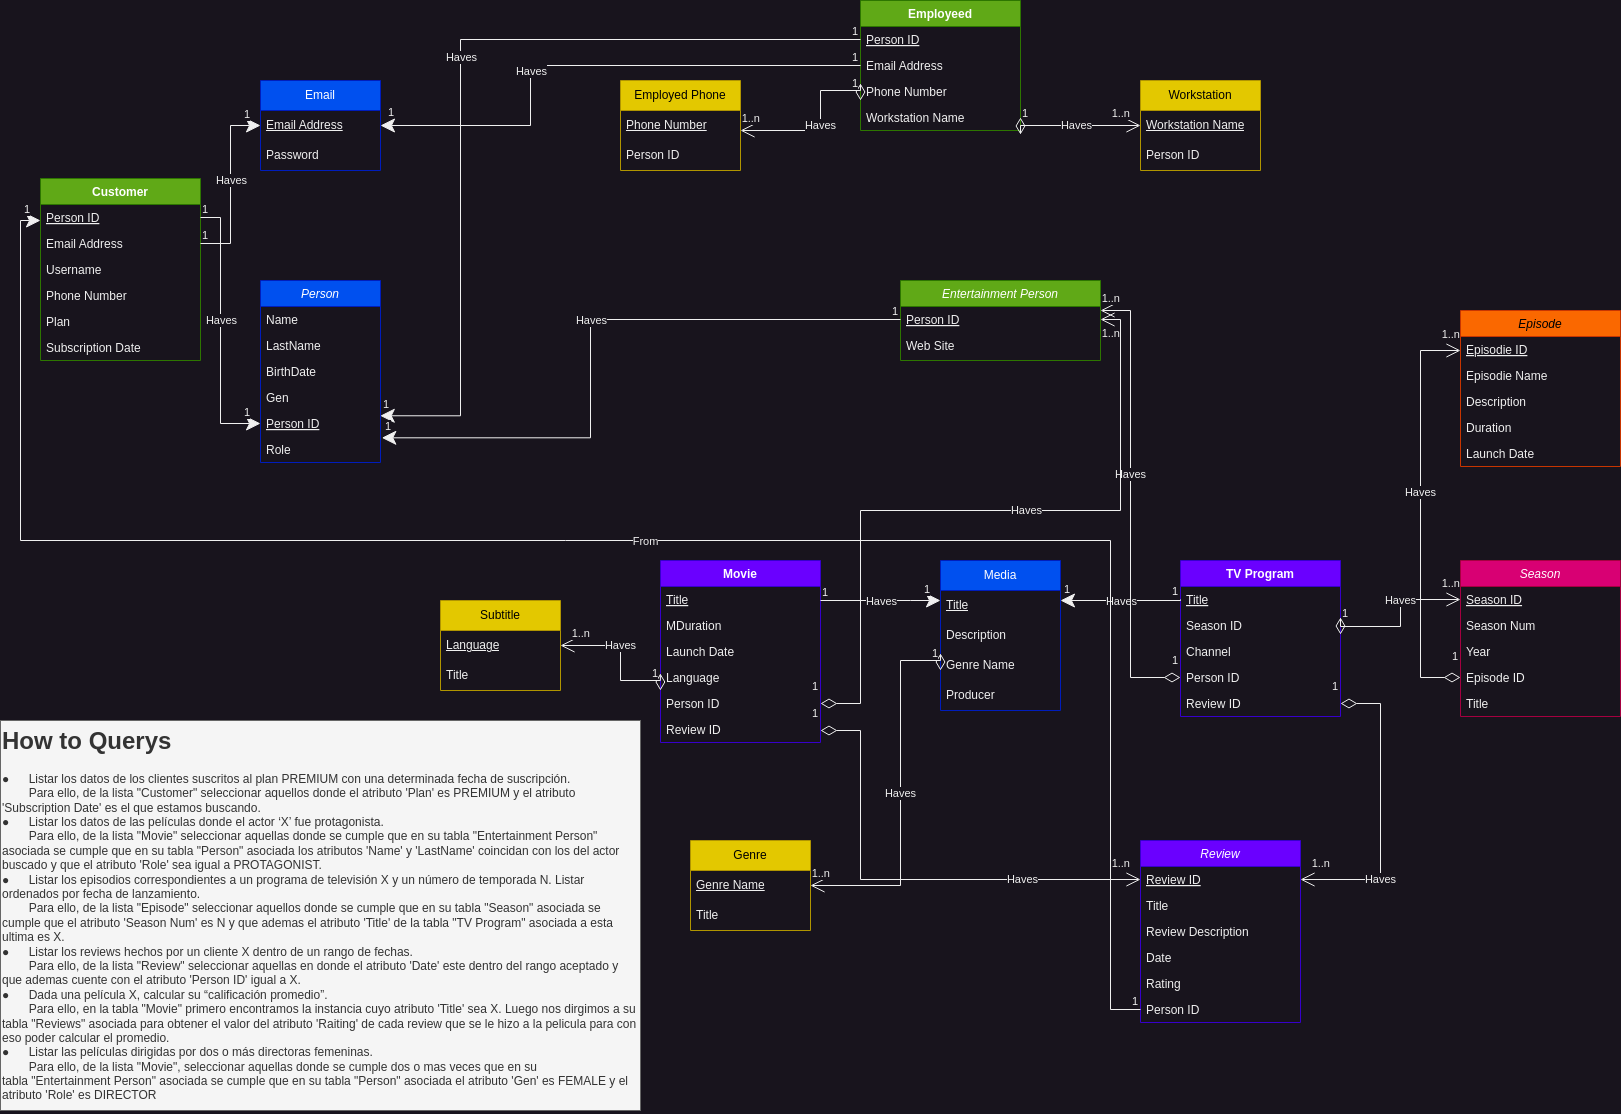 Employeed
Person ID
Email Address
Phone Number
Workstation Name
1
1
1
1
Haves
Haves
Haves
Haves
Email
Email Address
Password
1
1
Employed Phone
Phone Number
Person ID
1..n
Workstation
Workstation Name
Person ID
1..n
Customer
Person ID
Email Address
Username
Phone Number
Plan
Subscription Date
1
1
1
Haves
Haves
Person
Name
LastName
BirthDate
Gen
Person ID
Role
1
1
1
Haves
Entertainment Person
Person ID
Web Site
1
1..n
1..n
Haves
Haves
Episode
Episodie ID
Episodie Name
Description
Duration
Launch Date
1..n
Haves
From
Subtitle
Language
Title
1..n
Haves
Movie
Title
MDuration
Launch Date
Language
Person ID
Review ID
1
1
1
1
Haves
Media
Title
Description
Genre Name
Producer
1
1
1
Haves
TV Program
Title
Season ID
Channel
Person ID
Review ID
1
1
1
1
Haves
Season
Season ID
Season Num
Year
Episode ID
Title
1..n
1
Haves
Genre
Genre Name
Title
1..n
Haves
Haves
Review
Review ID
Title
Review Description
Date
Rating
Person ID
1..n
1..n
1
How to Querys
● Listar los datos de los clientes suscritos al plan PREMIUM con una determinada fecha de suscripción.
Para ello, de la lista "Customer" seleccionar aquellos donde el atributo 'Plan' es PREMIUM y el atributo
'Subscription Date' es el que estamos buscando.
● Listar los datos de las películas donde el actor ‘X’ fue protagonista.
Para ello, de la lista "Movie" seleccionar aquellas donde se cumple que en su tabla "Entertainment Person"
asociada se cumple que en su tabla "Person" asociada los atributos 'Name' y 'LastName' coincidan con los del actor
buscado y que el atributo 'Role' sea igual a PROTAGONIST.
● Listar los episodios correspondientes a un programa de televisión X y un número de temporada N. Listar
ordenados por fecha de lanzamiento.
Para ello, de la lista "Episode" seleccionar aquellos donde se cumple que en su tabla "Season" asociada se
cumple que el atributo 'Season Num' es N y que ademas el atributo 'Title' de la tabla "TV Program" asociada a esta
ultima es X.
● Listar los reviews hechos por un cliente X dentro de un rango de fechas.
Para ello, de la lista "Review" seleccionar aquellas en donde el atributo 'Date' este dentro del rango aceptado y
que ademas cuente con el atributo 'Person ID' igual a X.
● Dada una película X, calcular su “calificación promedio”.
Para ello, en la tabla "Movie" primero encontramos la instancia cuyo atributo 'Title' sea X. Luego nos dirgimos a su
tabla "Reviews" asociada para obtener el valor del atributo 'Raiting' de cada review que se le hizo a la pelicula para con
eso poder calcular el promedio.
● Listar las películas dirigidas por dos o más directoras femeninas.
Para ello, de la lista "Movie", seleccionar aquellas donde se cumple dos o mas veces que en su
tabla "Entertainment Person" asociada se cumple que en su tabla "Person" asociada el atributo 'Gen' es FEMALE y el
atributo 'Role' es DIRECTOR